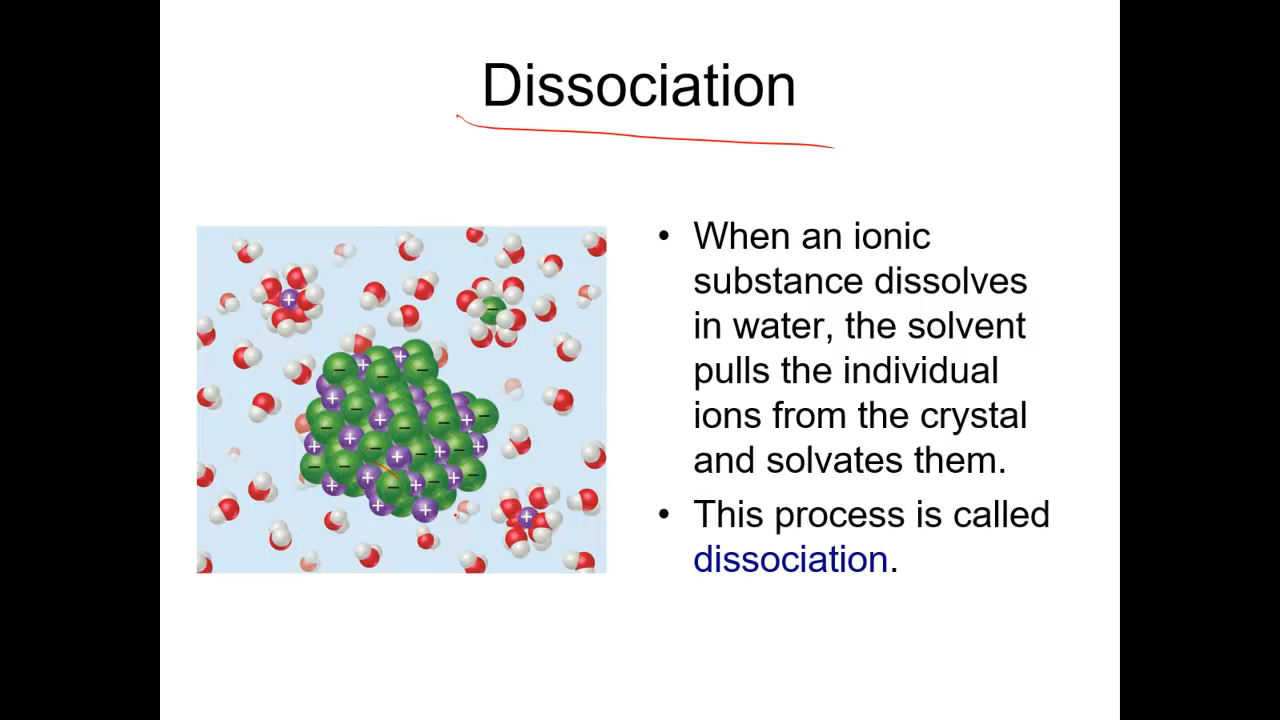 Dissociation
• When an ionic
substance dissolves
in water, the solvent
pulls the individual
ions from the crystal
and solvates them.
• This process is called
dissociation.